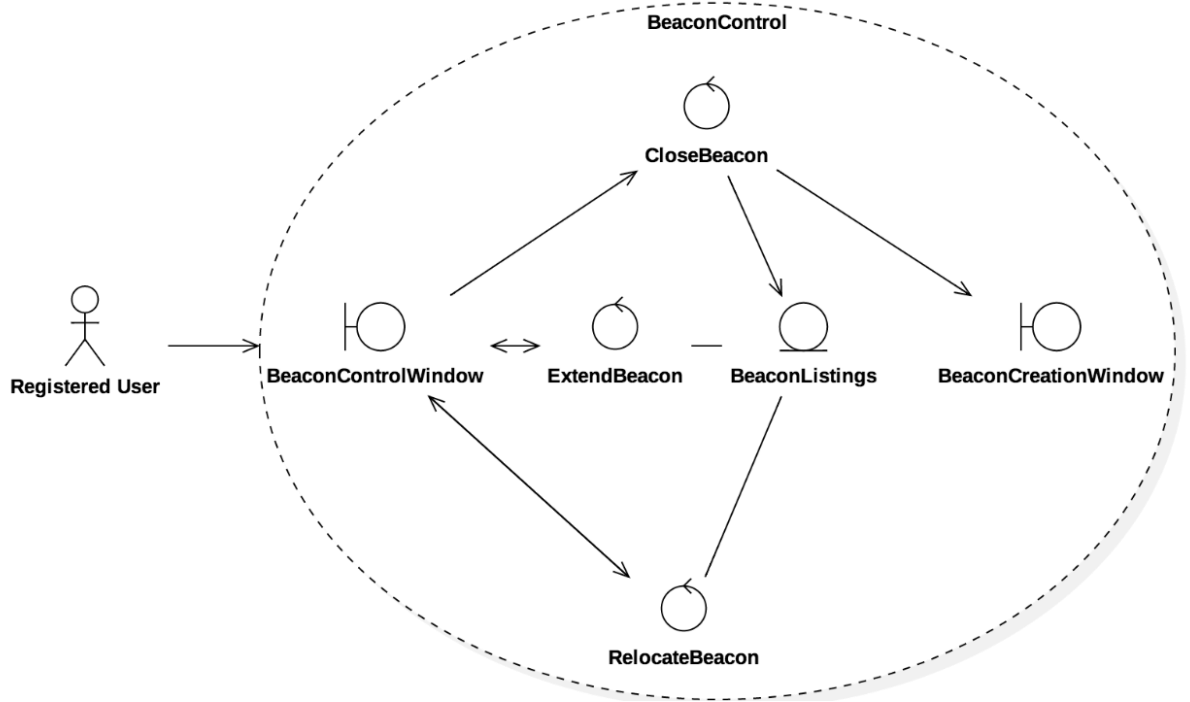 BeaconControl
CloseBeacon
Registered User
BeaconControlWindow
ExtendBeacon
BeaconListings
BeaconCreationWindow
RelocateBeacon